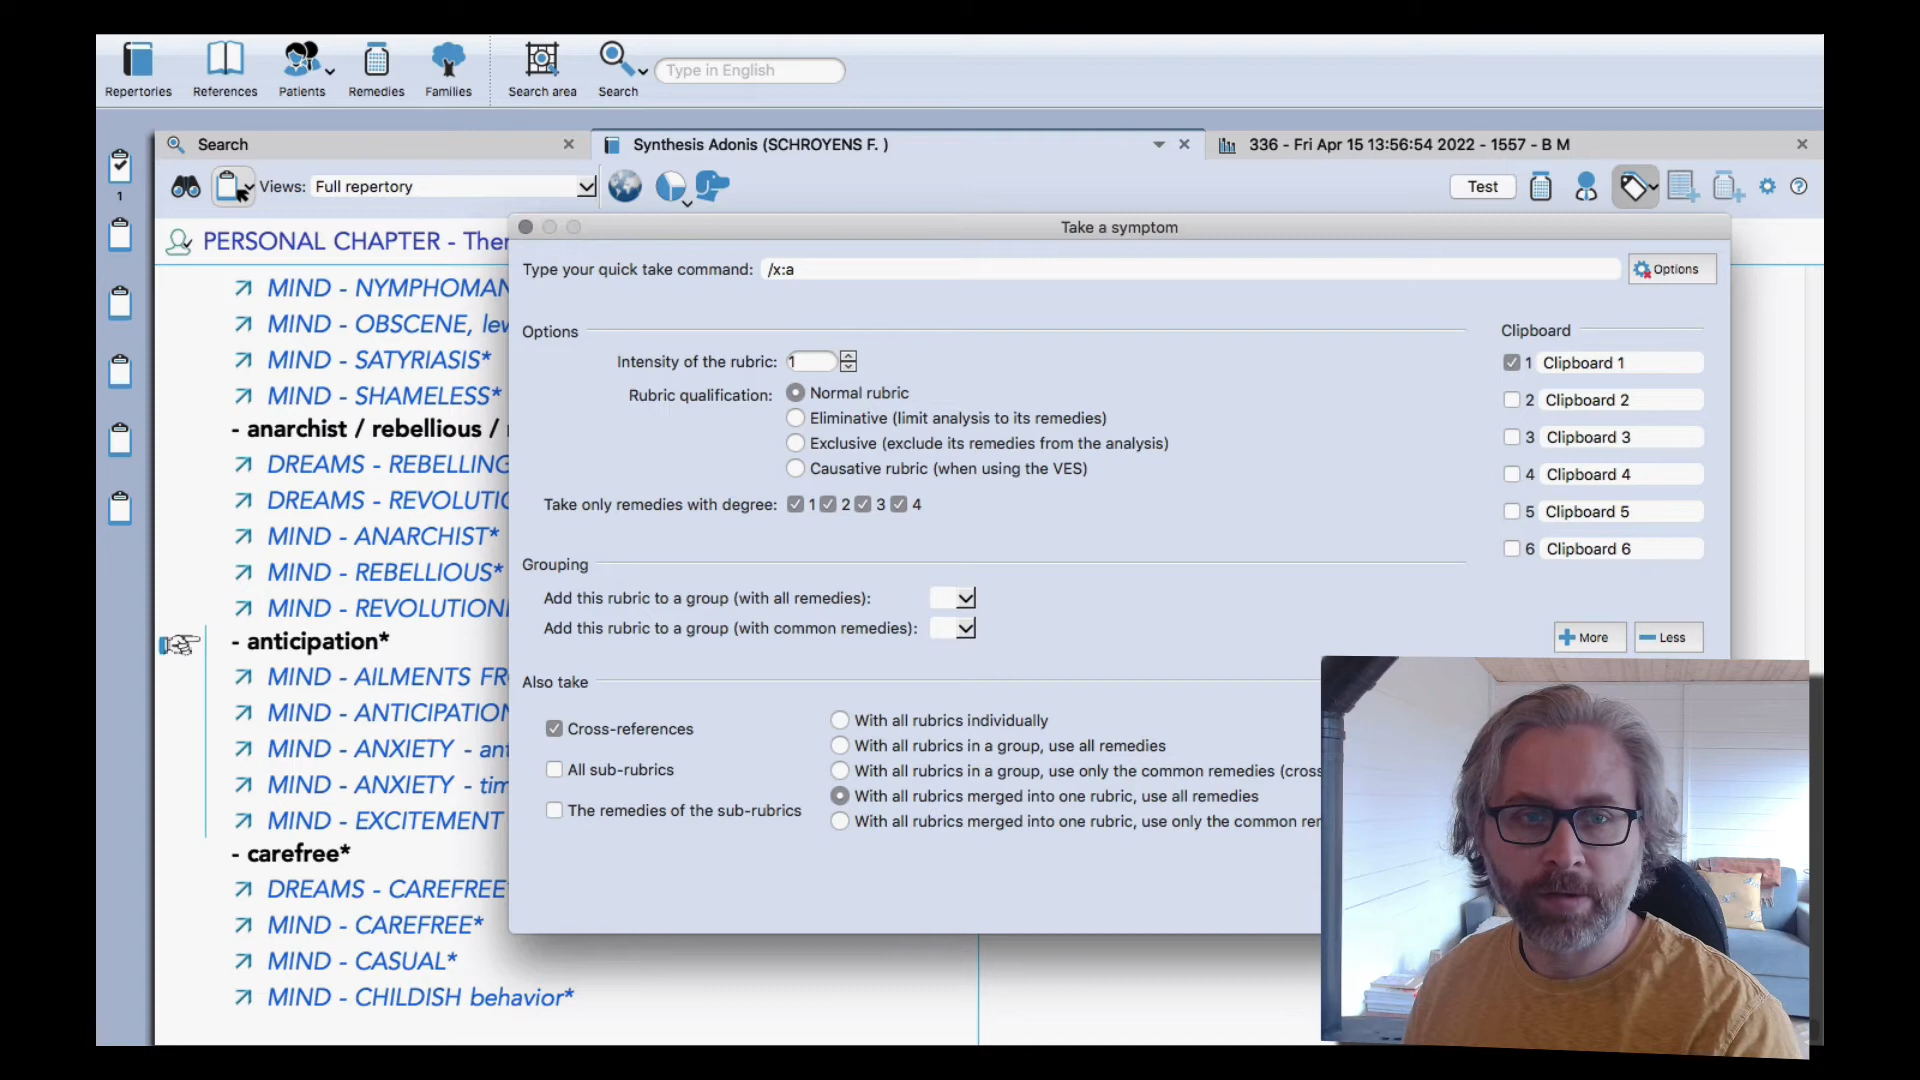 Repertories References Patients Remedies Families Search area Search Type in English
Search Synthesis Adonis (SCHROYENS F. ) 336 - Fri Apr 15 13:56:54 2022 - 1557 - B M
1
Views: Full repertory Test
PERSONAL CHAPTER - Ther
MIND - NYMPHOMAN
MIND - OBSCENE, lew
MIND - SATYRIASIS*
MIND - SHAMELESS*
- anarchist / rebellious /
DREAMS - REBELLING
DREAMS - REVOLUTIO
MIND - ANARCHIST*
MIND - REBELLIOUS*
MIND - REVOLUTION
- anticipation*
MIND - AILMENTS FR
MIND - ANTICIPATION
MIND - ANXIETY - ant
MIND - ANXIETY - tim
MIND - EXCITEMENT
- carefree*
DREAMS - CAREFREE
MIND - CAREFREE*
MIND - CASUAL*
MIND - CHILDISH behavior*
Take a symptom
Type your quick take command: /x:a Options
Options
Intensity of the rubric: 1
Rubric qualification: Normal rubric
Eliminative (limit analysis to its remedies)
Exclusive (exclude its remedies from the analysis)
Causative rubric (when using the VES)
Take only remedies with degree: 1 2 3 4
Clipboard
1 Clipboard 1
2 Clipboard 2
3 Clipboard 3
4 Clipboard 4
5 Clipboard 5
6 Clipboard 6
Grouping
Add this rubric to a group (with all remedies):
Add this rubric to a group (with common remedies):
More Less
Also take
Cross-references
All sub-rubrics
The remedies of the sub-rubrics
With all rubrics individually
With all rubrics in a group, use all remedies
With all rubrics in a group, use only the common remedies (cross
With all rubrics merged into one rubric, use all remedies
With all rubrics merged into one rubric, use only the common rem